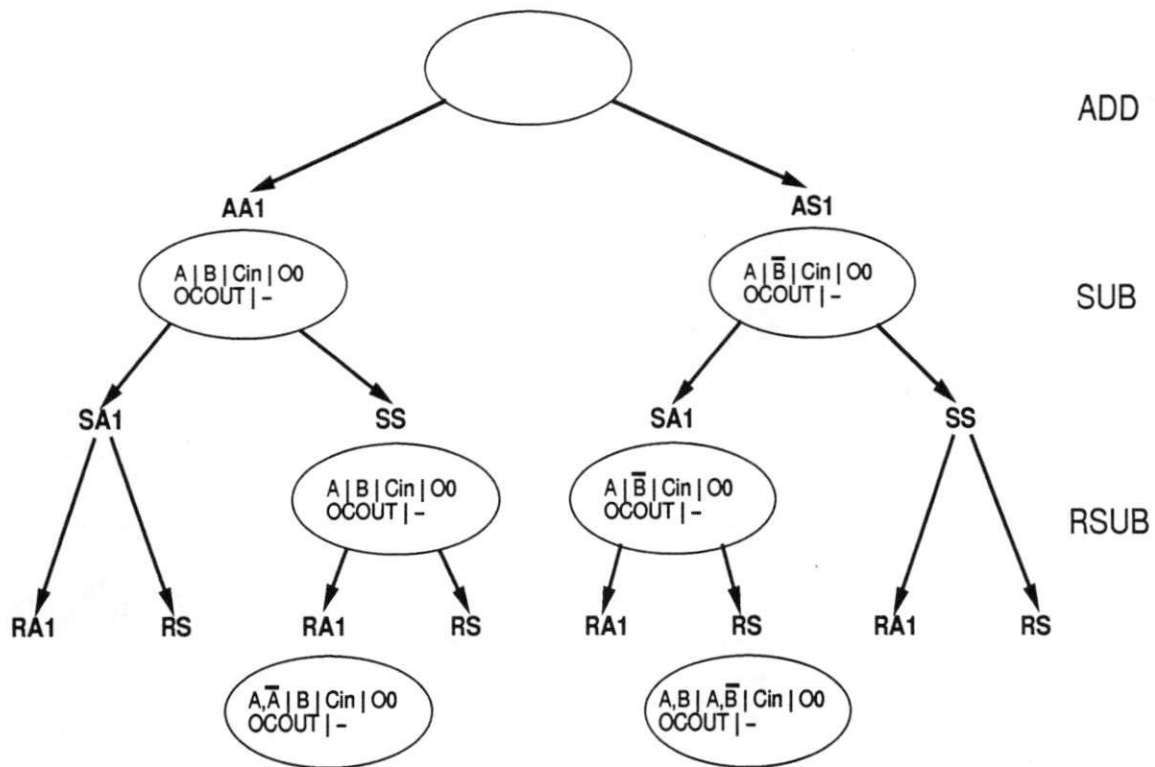 ADD
AA1 AS1
A | B | Cin | O0
OCOUT | –
A | B̅ | Cin | O0
OCOUT | –
SUB
SA1 SS SA1 SS
A | B | Cin | O0
OCOUT | –
A | B̅ | Cin | O0
OCOUT | –
RSUB
RA1 RS RA1 RS RA1 RS RA1 RS
A,A̅ | B | Cin | O0
OCOUT | –
A,B | A,B̅ | Cin | O0
OCOUT | –